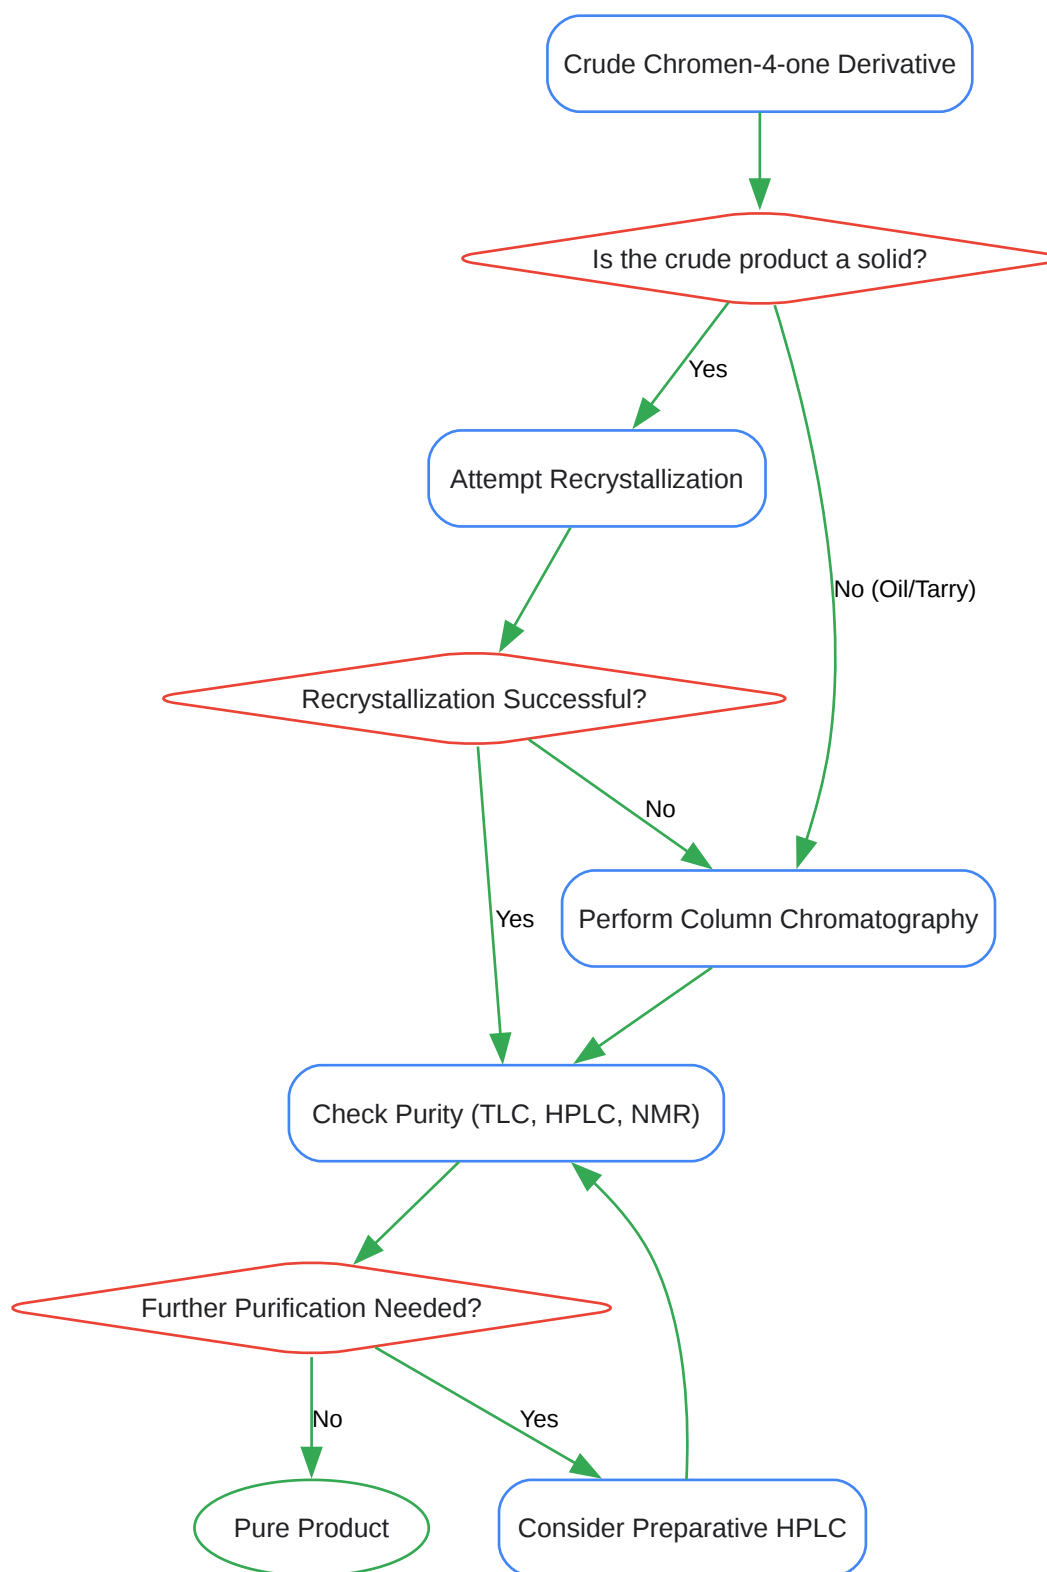 Crude Chromen-4-one Derivative
Is the crude product a solid?
Yes
Attempt Recrystallization
No (Oil/Tarry)
Recrystallization Successful?
No
Yes
Perform Column Chromatography
Check Purity (TLC, HPLC, NMR)
Further Purification Needed?
No
Yes
Pure Product
Consider Preparative HPLC